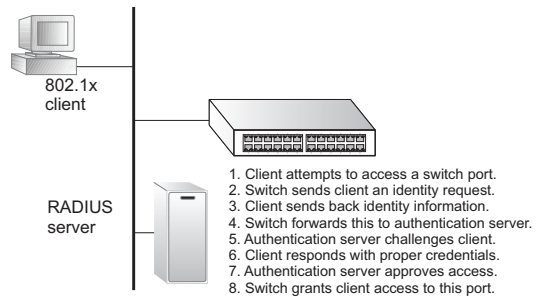 802.1x
client
1. Client attempts to access a switch port.
2. Switch sends client an identity request.
3. Client sends back identity information.
4. Switch forwards this to authentication server.
5. Authentication server challenges client.
6. Client responds with proper credentials.
7. Authentication server approves access.
8. Switch grants client access to this port.
RADIUS
server